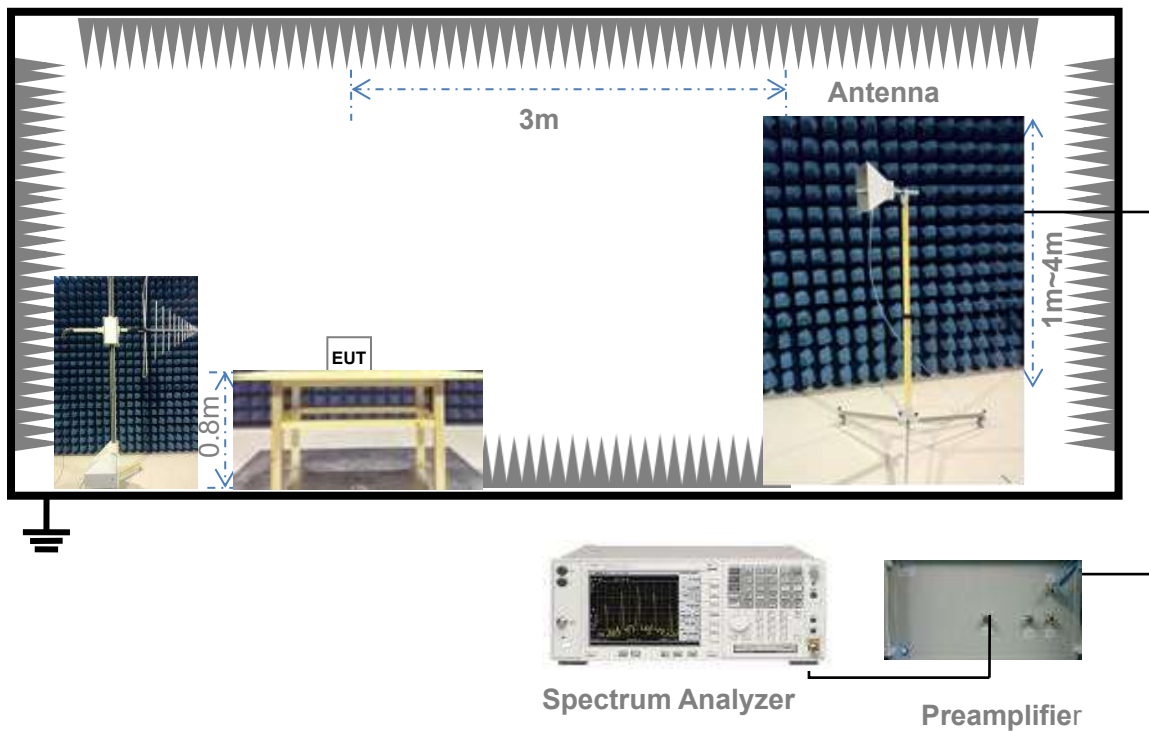 Antenna
3m
1m~4m
EUT
0.8m
Spectrum Analyzer
Preamplifier